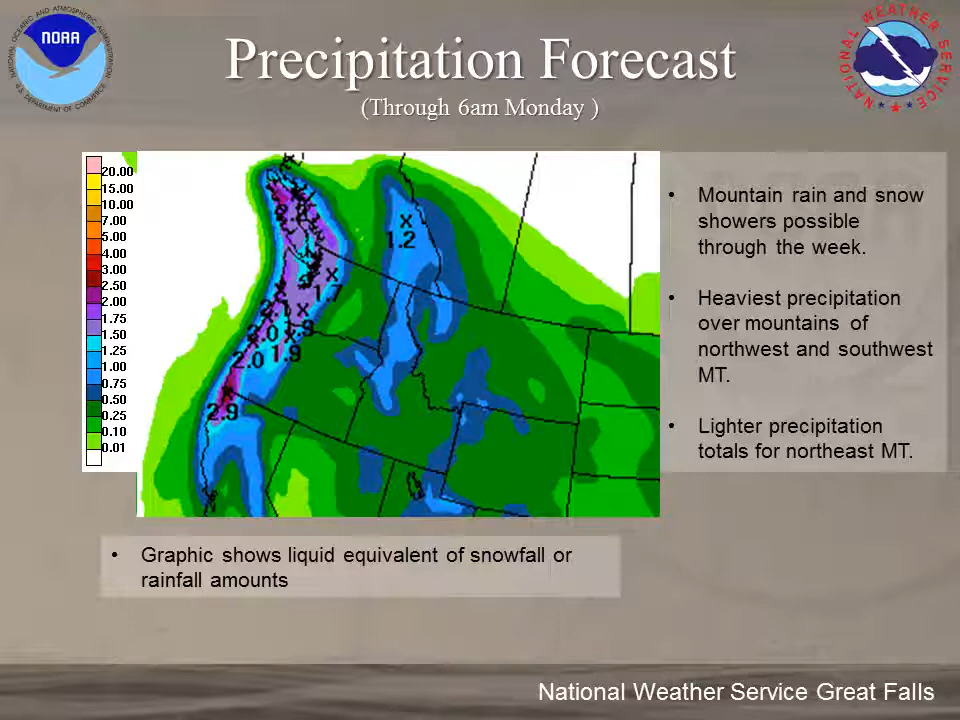 NOAA
NATIONAL OCEANIC AND ATMOSPHERIC ADMINISTRATION
U.S. DEPARTMENT OF COMMERCE
NATIONAL WEATHER SERVICE
Precipitation Forecast
(Through 6am Monday )
20.00
15.00
10.00
7.00
5.00
4.00
3.00
2.50
2.00
1.75
1.50
1.25
1.00
0.75
0.50
0.25
0.10
0.01
X
1.2
X
1.7
X
1.9
2.0
2.0
1.9
2.9
• Mountain rain and snow
showers possible
through the week.
• Heaviest precipitation
over mountains of
northwest and southwest
MT.
• Lighter precipitation
totals for northeast MT.
• Graphic shows liquid equivalent of snowfall or
rainfall amounts
National Weather Service Great Falls